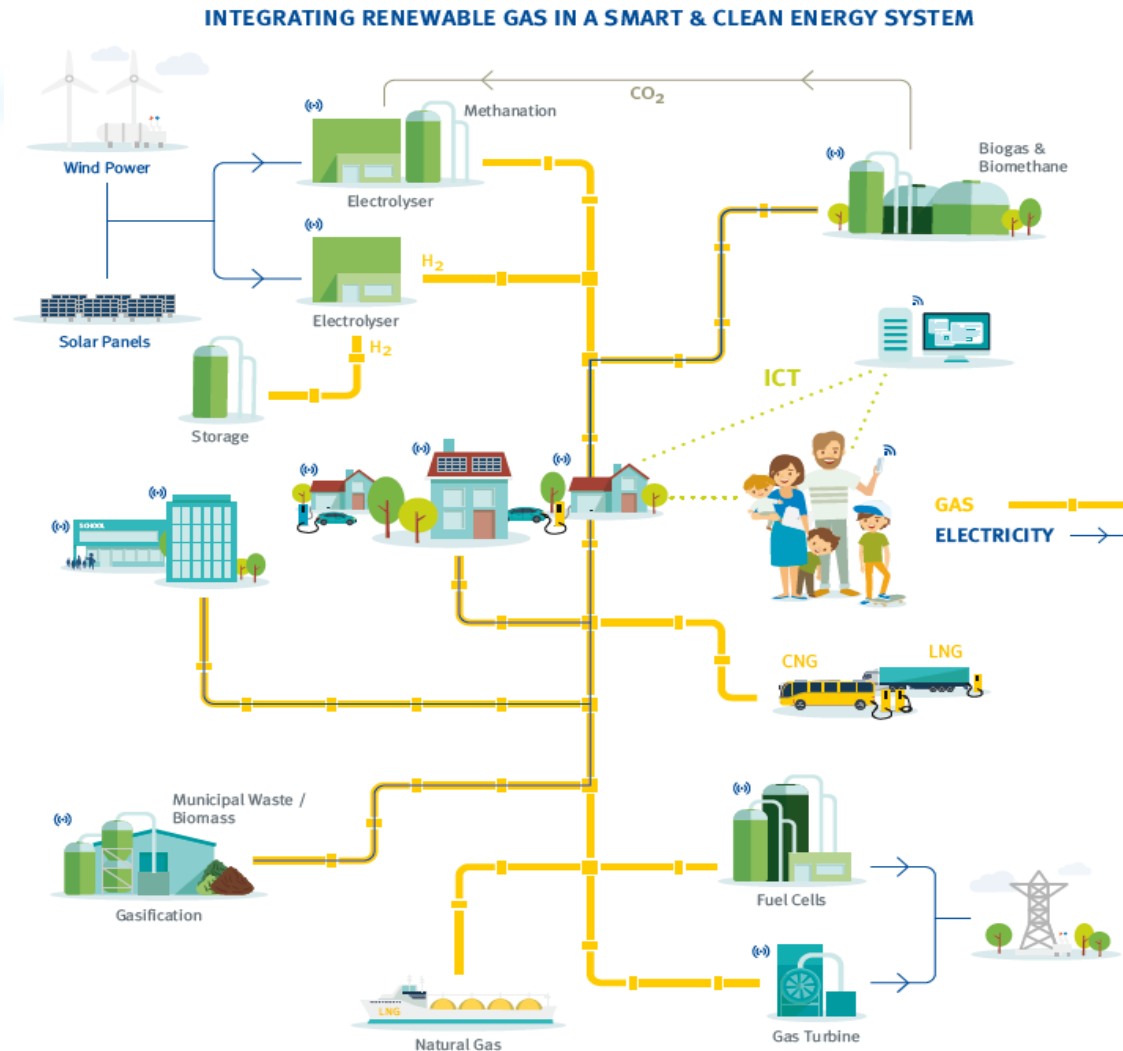 INTEGRATING RENEWABLE GAS IN A SMART & CLEAN ENERGY SYSTEM
CO2
Methanation
Biogas &
Biomethane
Wind Power
Electrolyser
H2
Electrolyser
Solar Panels
H2
Storage
ICT
SCHOOL
GAS
ELECTRICITY
CNG
LNG
Municipal Waste /
Biomass
Gasification
Fuel Cells
LNG
Natural Gas
Gas Turbine